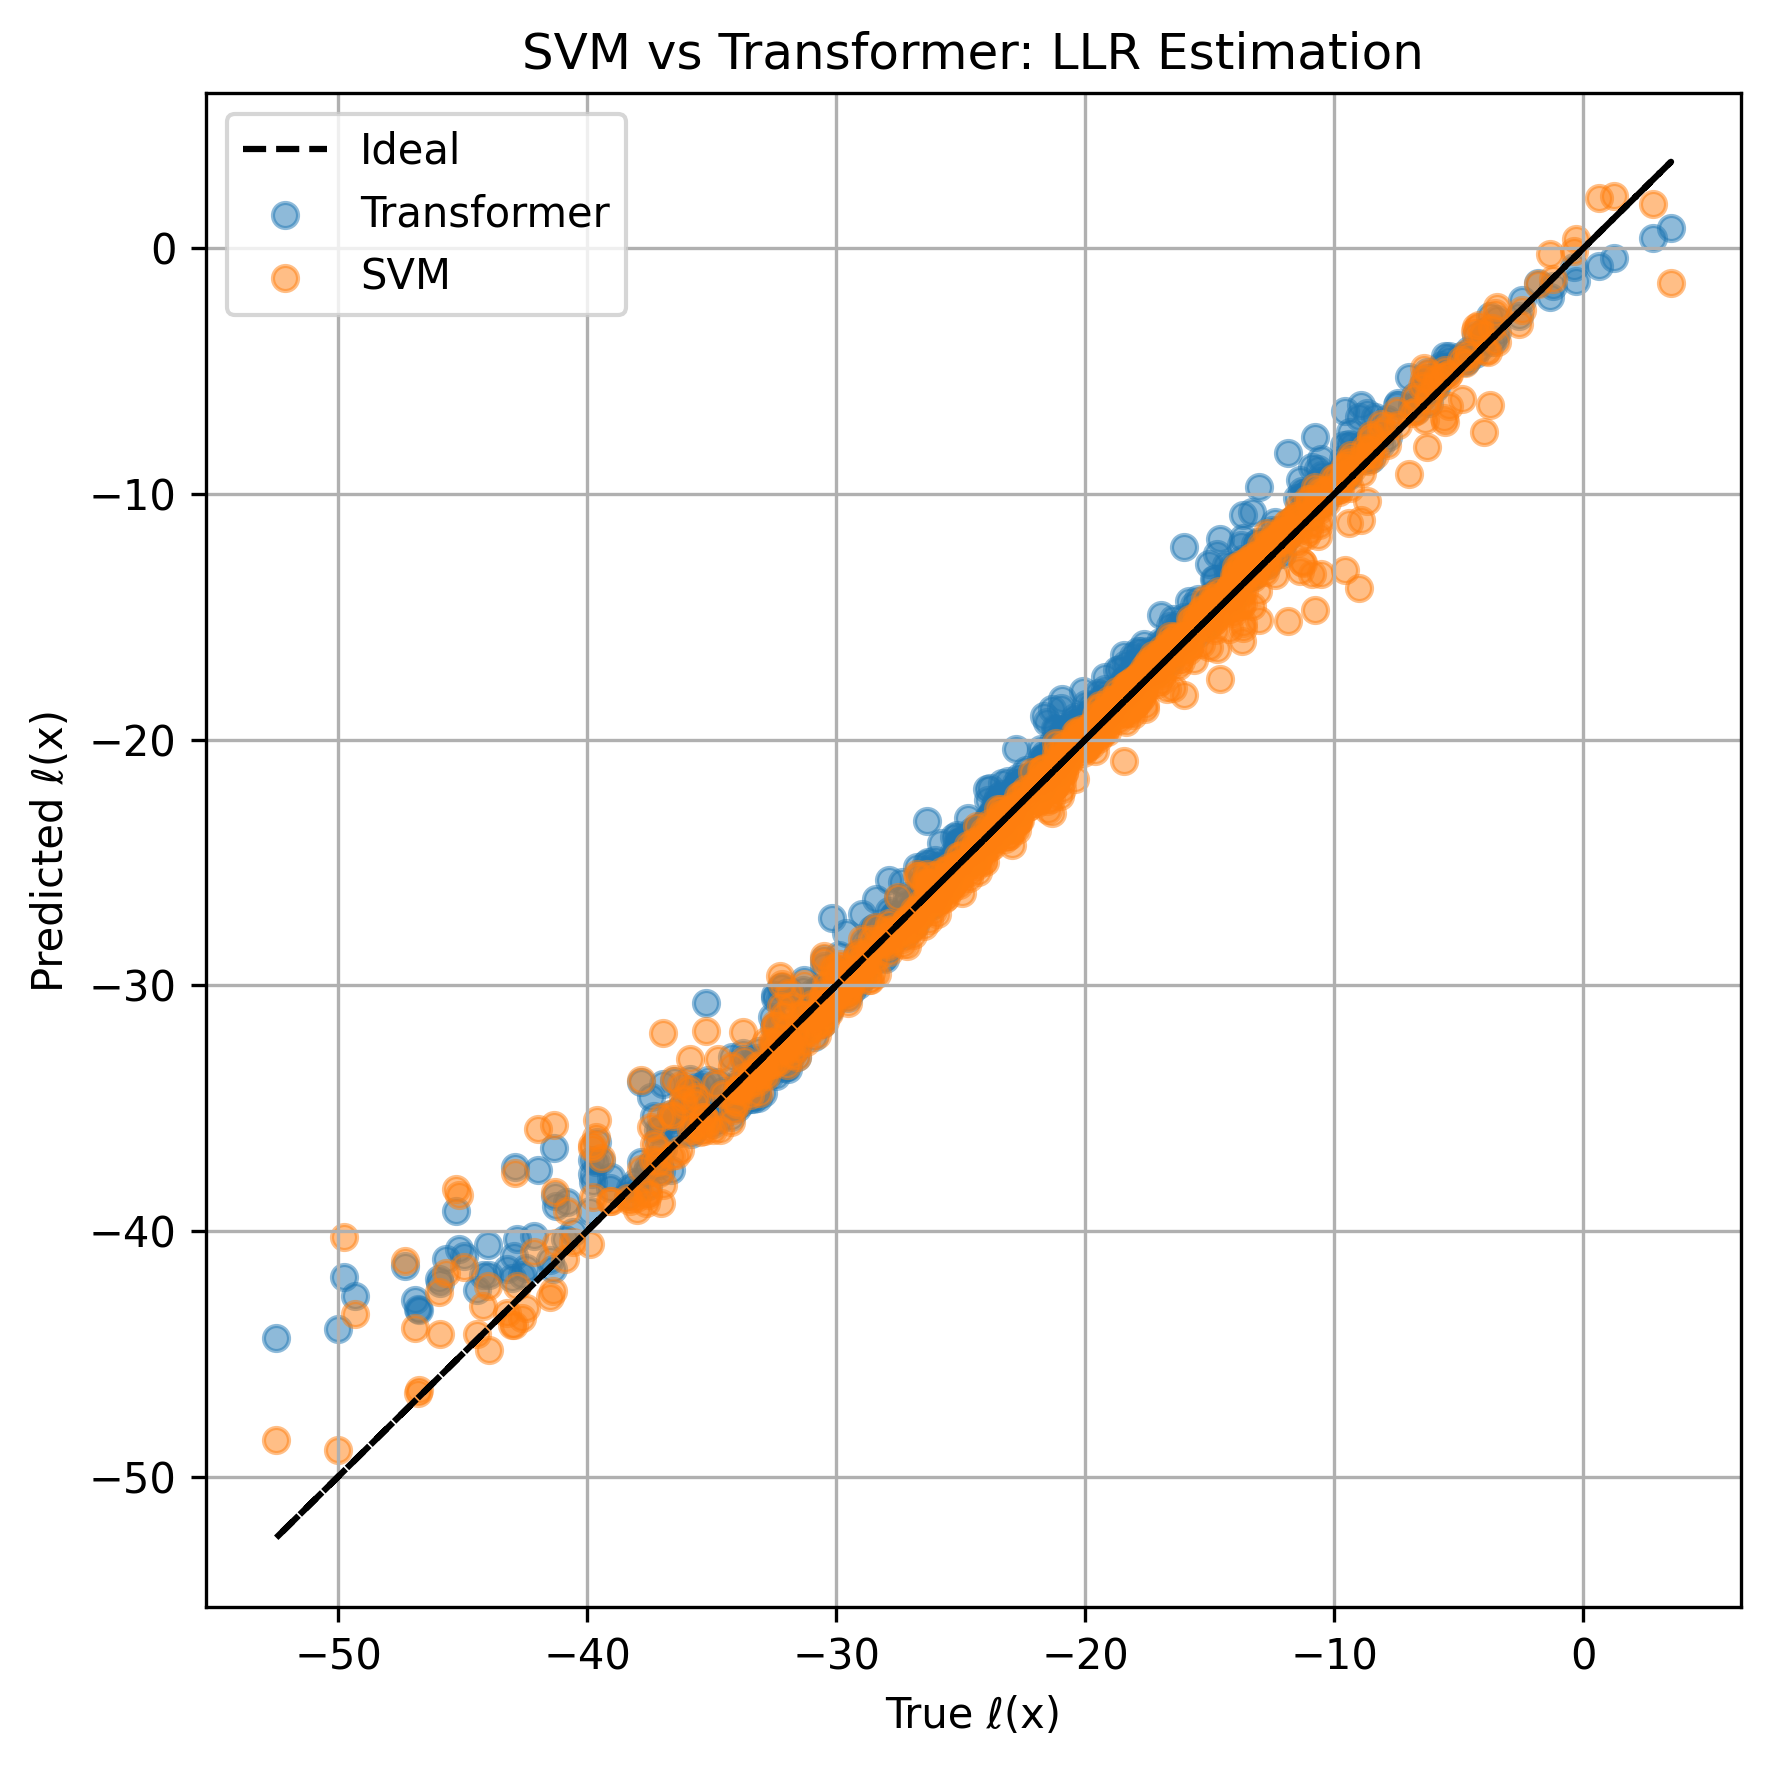 SVM vs Transformer: LLR Estimation
Ideal
Transformer
SVM
0
−10
−20
−30
−40
−50
Predicted ℓ(x)
−50 −40 −30 −20 −10 0
True ℓ(x)